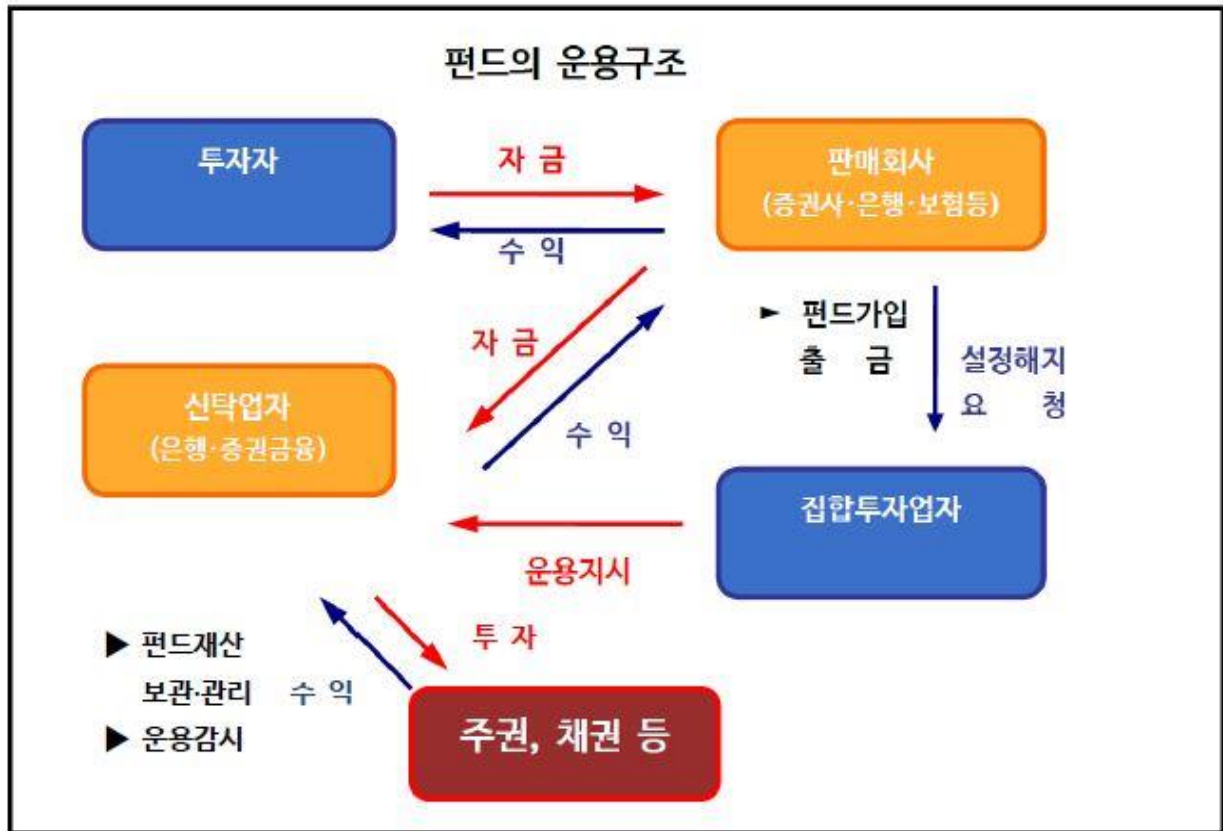 펀드의 운용구조
투자자
자 금
수 익
판매회사
(증권사·은행·보험등)
자 금
수 익
► 펀드가입
출 금
설정해지
요 청
신탁업자
(은행·증권금융)
집합투자업자
운용지시
▶ 펀드재산
보관·관리
▶ 운용감시
수 익
투 자
주권, 채권 등